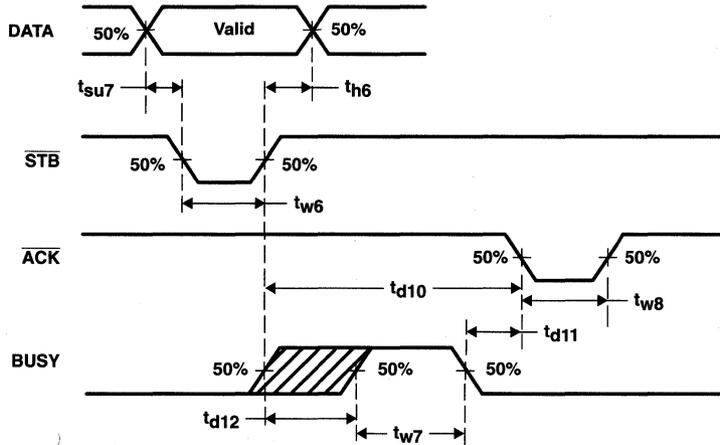 DATA 50% Valid 50%
tsu7 th6
STB 50% 50%
tw6
ACK 50% 50%
td10 tw8
td11
BUSY 50% 50% 50%
td12 tw7